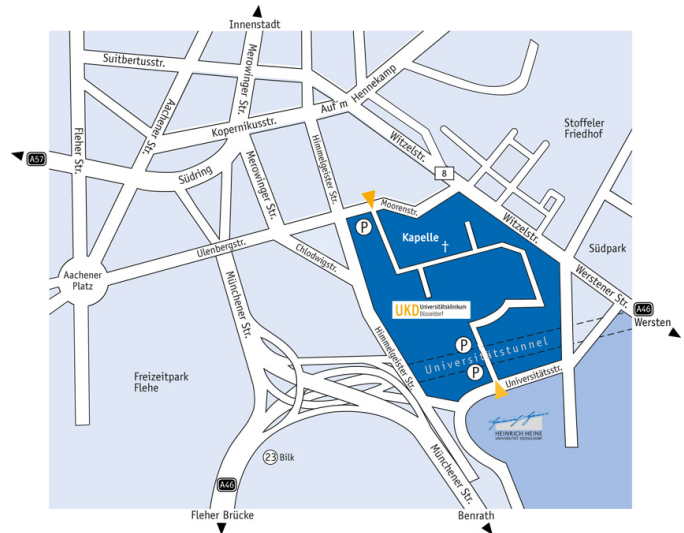 Innenstadt
Suitbertusstr.
Merowinger Str.
Auf'm Hennekamp
Aachener Str.
Kopernikusstr.
Fleher Str.
Himmelgeister Str.
Witzelstr.
Stoffeler
Friedhof
A57
Südring
Merowinger Str.
8
Moorenstr.
P
Kapelle
Witzelstr.
Südpark
Ulenbergstr.
Chlodwigstr.
Aachener
Platz
Münchener Str.
Werstener Str.
A46
Wersten
UKD Universitätsklinikum
Düsseldorf
Himmelgeister Str.
P
Universitätstunnel
P
Universitätsstr.
Freizeitpark
Flehe
HEINRICH HEINE
UNIVERSITÄT DÜSSELDORF
23 Bilk
Münchener Str.
A46
Fleher Brücke
Benrath